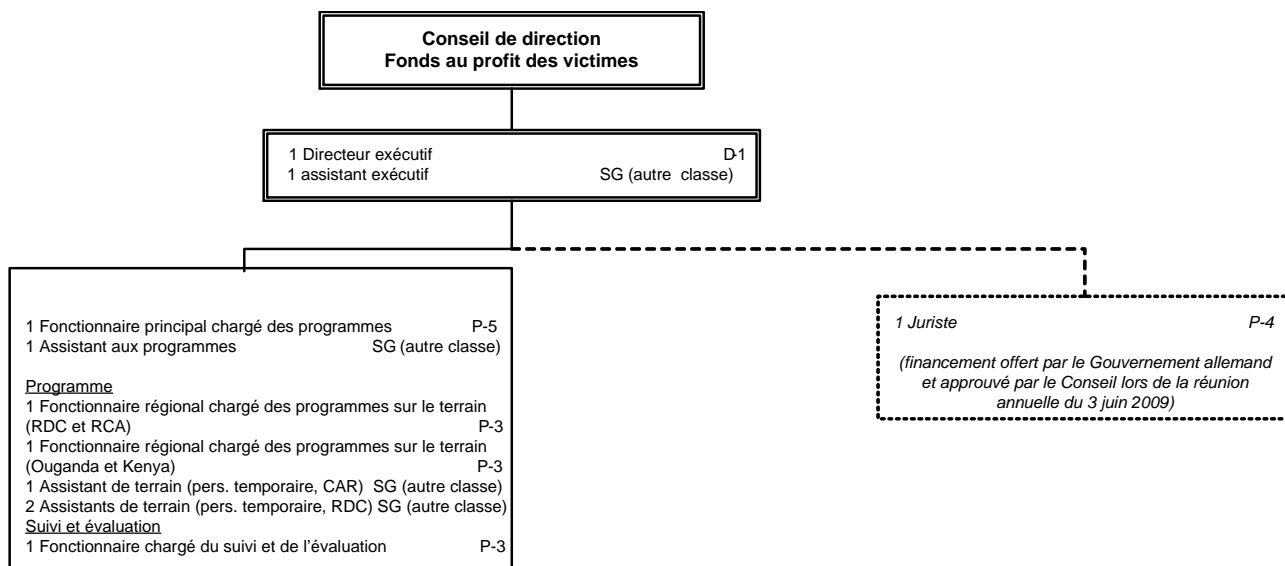 Conseil de direction
Fonds au profit des victimes
1 Directeur exécutif D-1
1 assistant exécutif SG (autre classe)
1 Fonctionnaire principal chargé des programmes P-5
1 Assistant aux programmes SG (autre classe)
Programme
1 Fonctionnaire régional chargé des programmes sur le terrain
(RDC et RCA) P-3
1 Fonctionnaire régional chargé des programmes sur le terrain
(Ouganda et Kenya) P-3
1 Assistant de terrain (pers. temporaire, CAR) SG (autre classe)
2 Assistants de terrain (pers. temporaire, RDC) SG (autre classe)
Suivi et évaluation
1 Fonctionnaire chargé du suivi et de l'évaluation P-3
1 Juriste P-4
(financement offert par le Gouvernement allemand
et approuvé par le Conseil lors de la réunion
annuelle du 3 juin 2009)